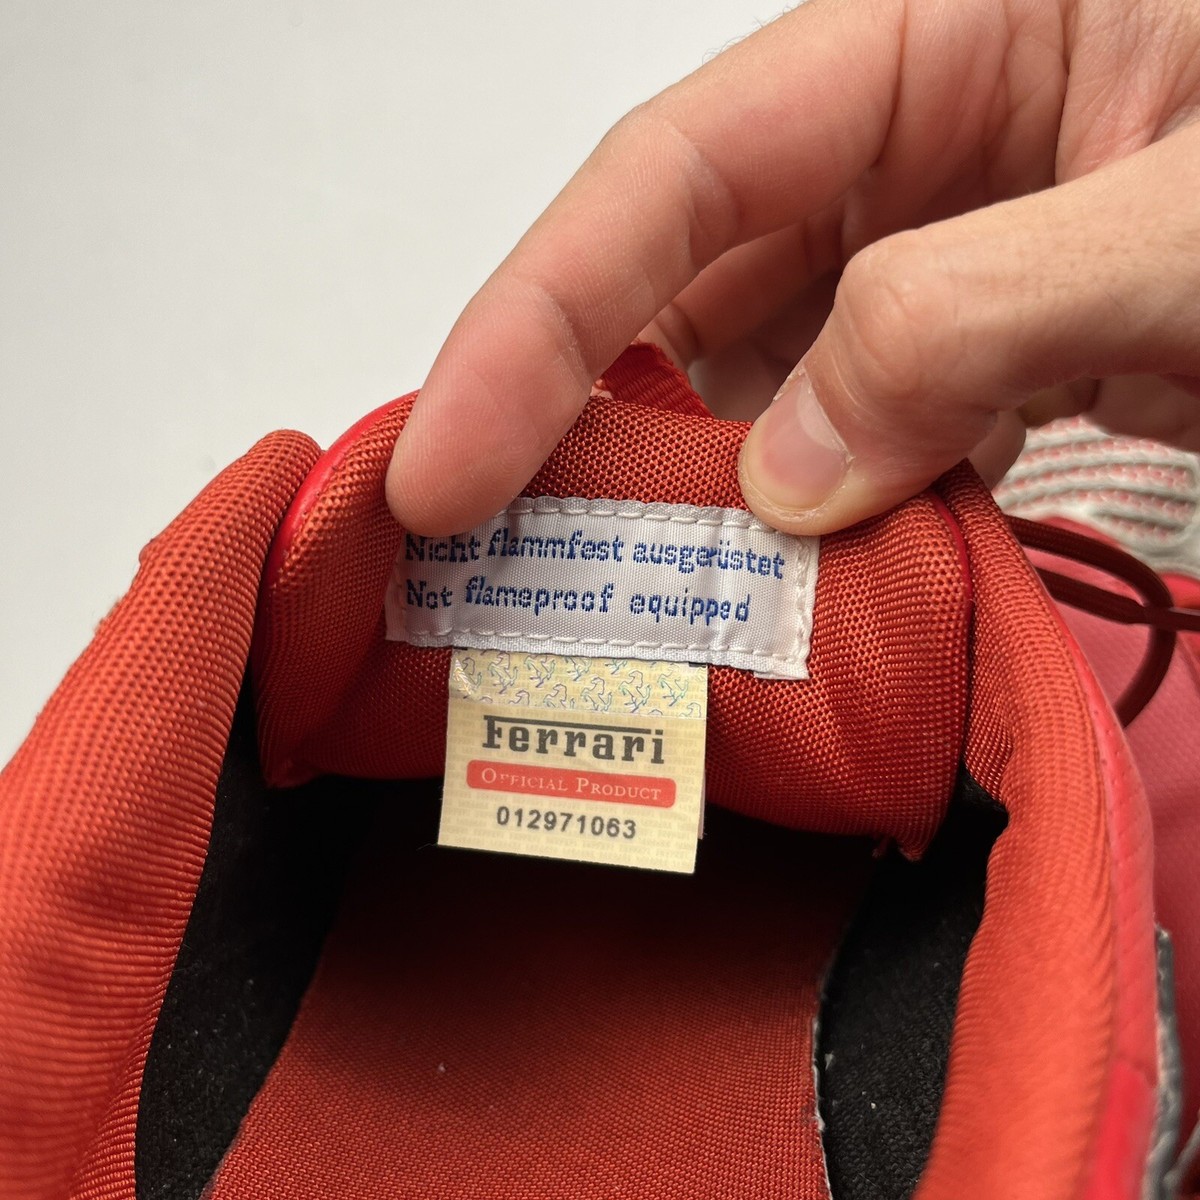 Nicht flammfest ausgerüstet
Not flameproof equipped
Ferrari
OFFICIAL PRODUCT
012971063